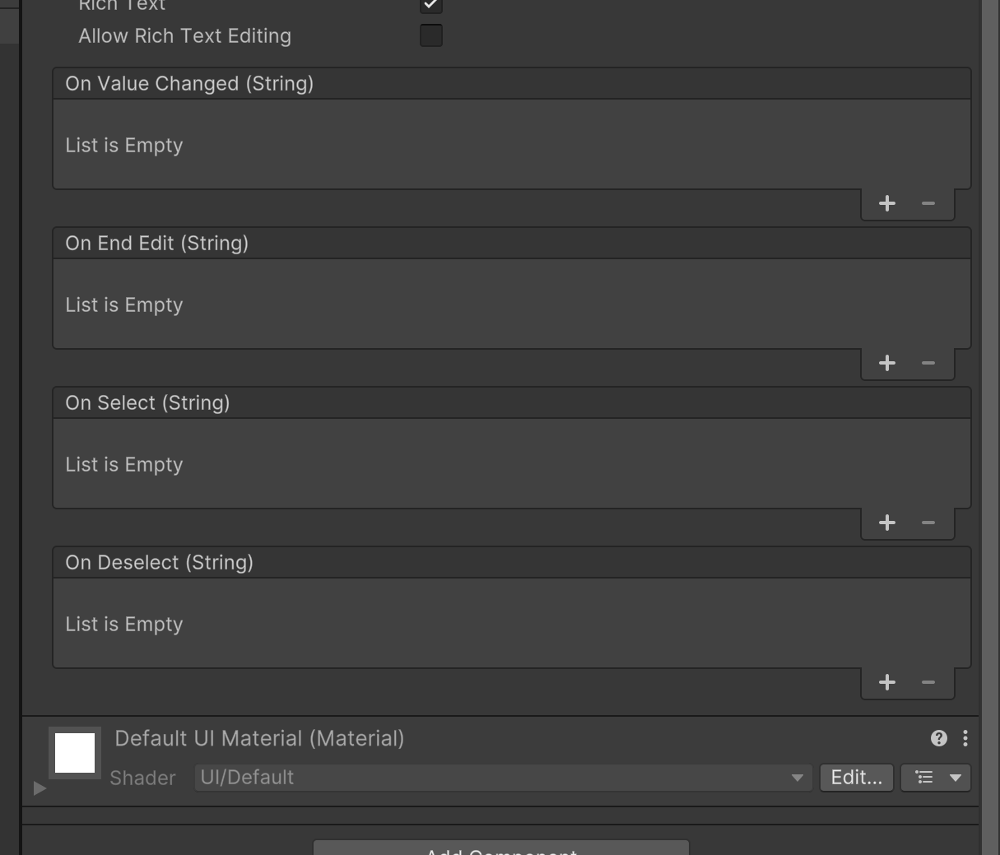 Rich Text
Allow Rich Text Editing
On Value Changed (String)
List is Empty
On End Edit (String)
List is Empty
On Select (String)
List is Empty
On Deselect (String)
List is Empty
Default UI Material (Material)
Shader UI/Default Edit...
Add Component